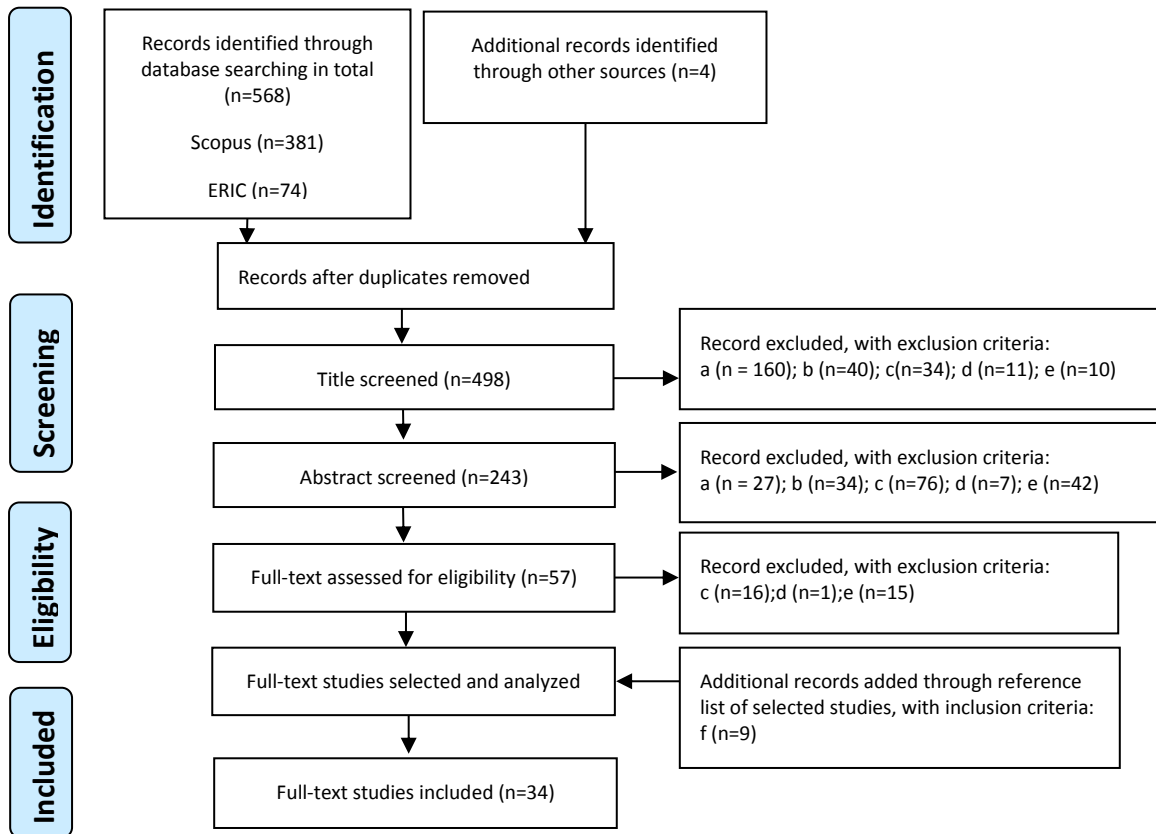 Identification
Records identified through
database searching in total
(n=568)
Scopus (n=381)
ERIC (n=74)
Additional records identified
through other sources (n=4)
Records after duplicates removed
Screening
Title screened (n=498)
Record excluded, with exclusion criteria:
a (n = 160); b (n=40); c(n=34); d (n=11); e (n=10)
Abstract screened (n=243)
Record excluded, with exclusion criteria:
a (n = 27); b (n=34); c (n=76); d (n=7); e (n=42)
Eligibility
Full-text assessed for eligibility (n=57)
Record excluded, with exclusion criteria:
c (n=16);d (n=1);e (n=15)
Full-text studies selected and analyzed
Additional records added through reference
list of selected studies, with inclusion criteria:
f (n=9)
Included
Full-text studies included (n=34)